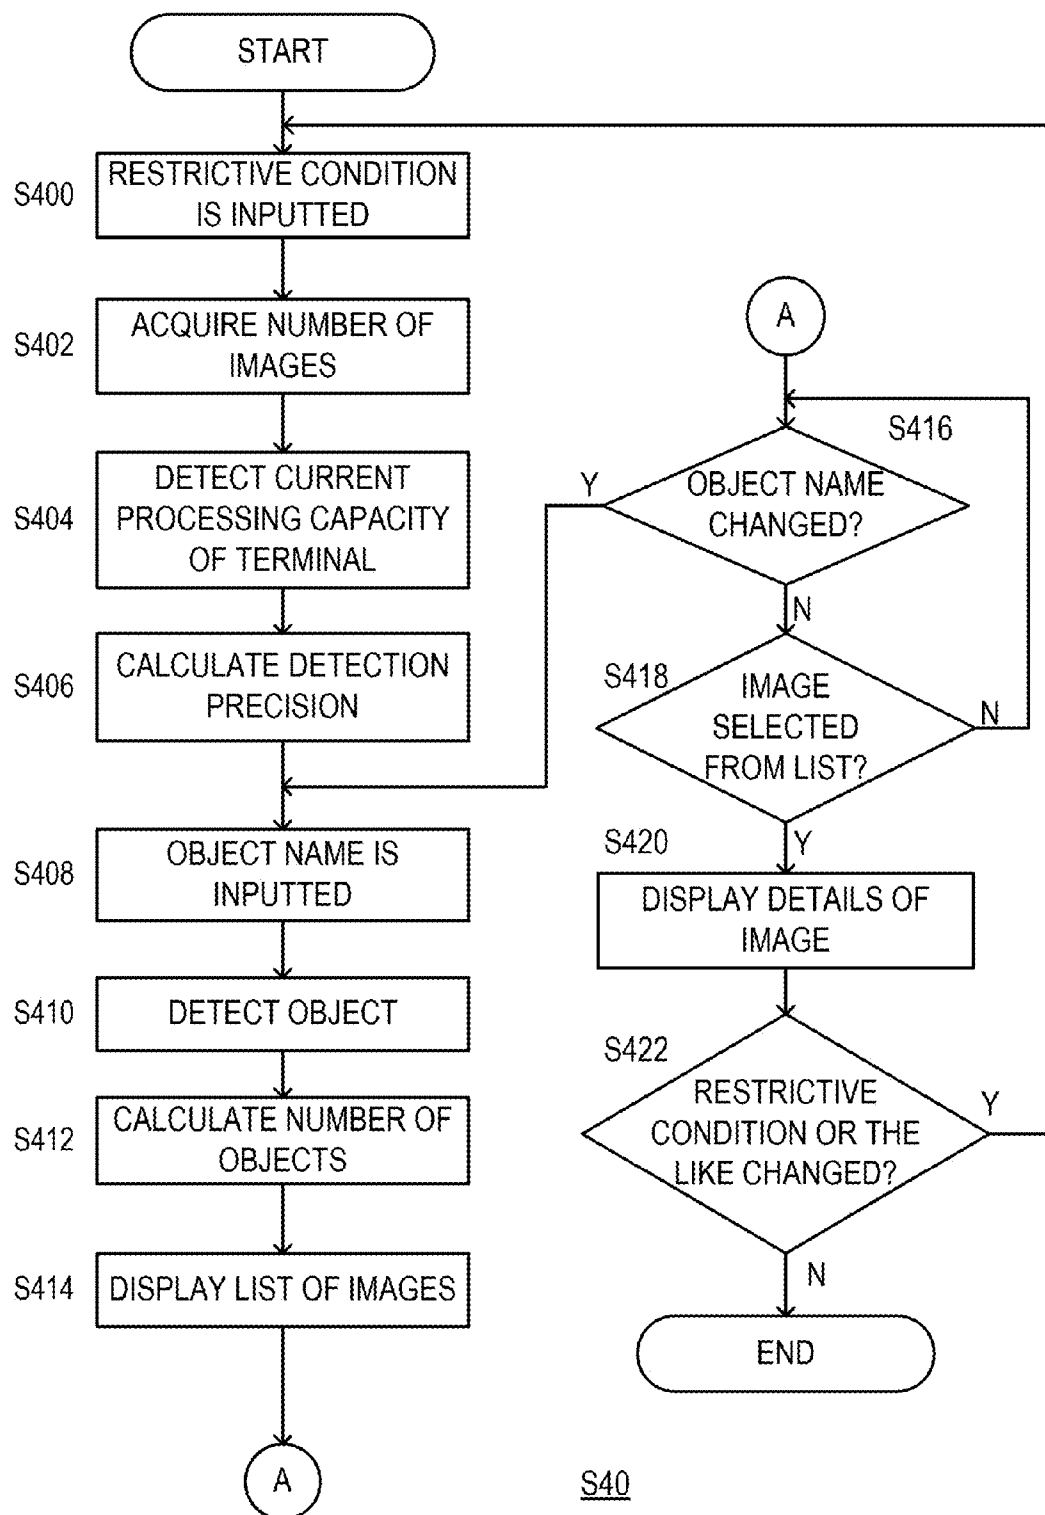 START
S400
RESTRICTIVE CONDITION
IS INPUTTED
S402
ACQUIRE NUMBER OF
IMAGES
S404
DETECT CURRENT
PROCESSING CAPACITY
OF TERMINAL
S406
CALCULATE DETECTION
PRECISION
S408
OBJECT NAME IS
INPUTTED
S410
DETECT OBJECT
S412
CALCULATE NUMBER OF
OBJECTS
S414
DISPLAY LIST OF IMAGES
A
A
S416
Y
OBJECT NAME
CHANGED?
N
S418
IMAGE
SELECTED
FROM LIST?
N
Y
S420
DISPLAY DETAILS OF
IMAGE
S422
RESTRICTIVE
CONDITION OR THE
LIKE CHANGED?
Y
N
END
S40